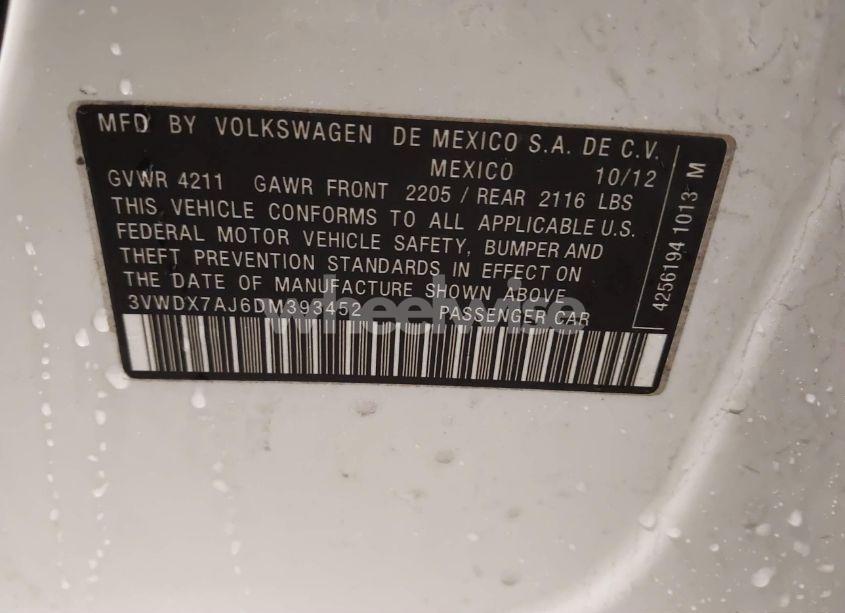 MFD BY VOLKSWAGEN DE MEXICO S.A. DE C.V.
MEXICO 10/12
GVWR 4211 GAWR FRONT 2205 / REAR 2116 LBS
THIS VEHICLE CONFORMS TO ALL APPLICABLE U.S.
FEDERAL MOTOR VEHICLE SAFETY, BUMPER AND
THEFT PREVENTION STANDARDS IN EFFECT ON
THE DATE OF MANUFACTURE SHOWN ABOVE
3VWDX7AJ6DM393452 PASSENGER CAR
4256194 1013 M
wheelwise